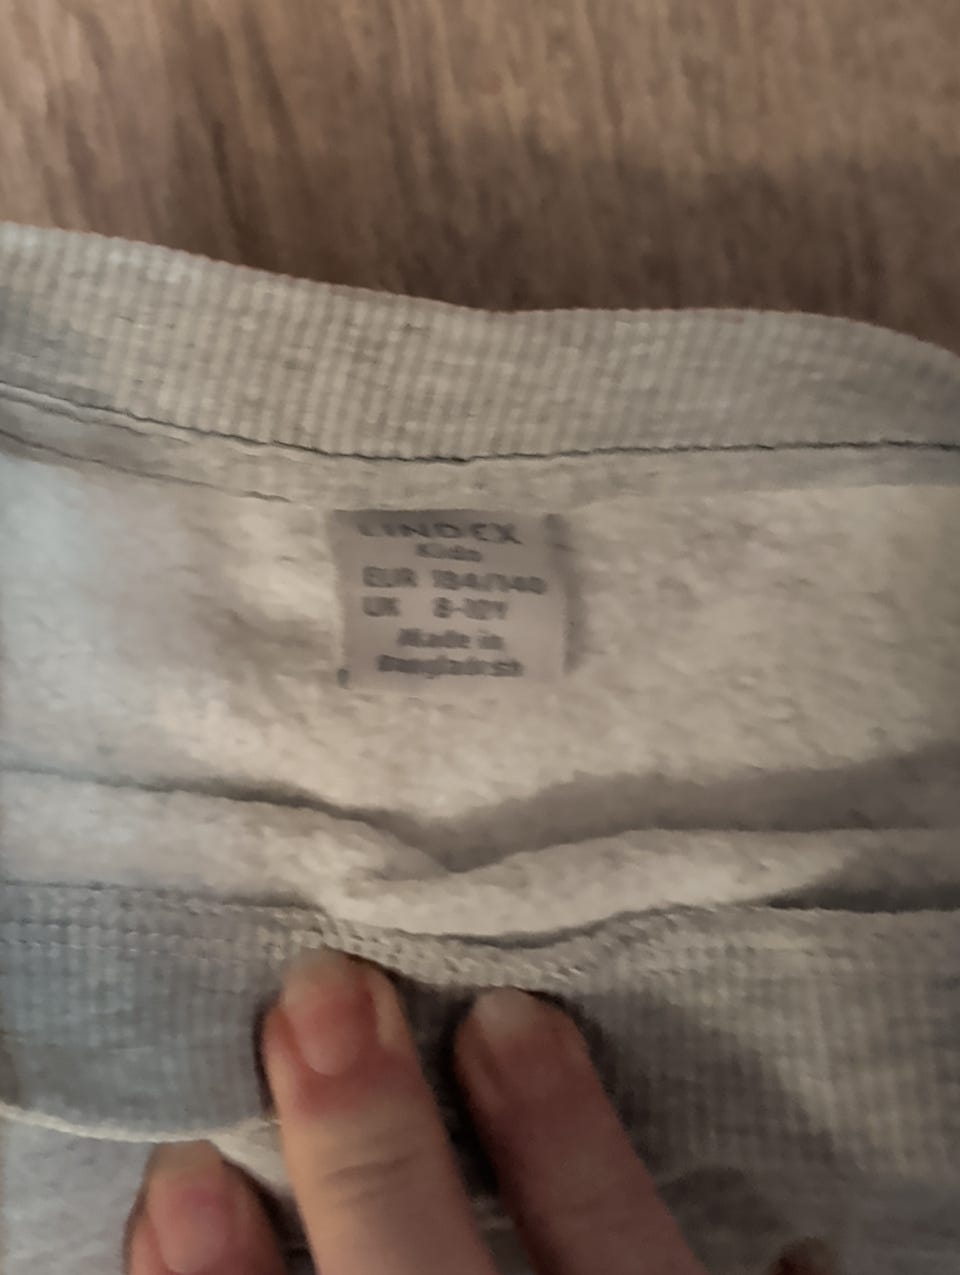 LINDEX
Kids
EUR 134/140
UK 8-10Y
Made in
Bangladesh